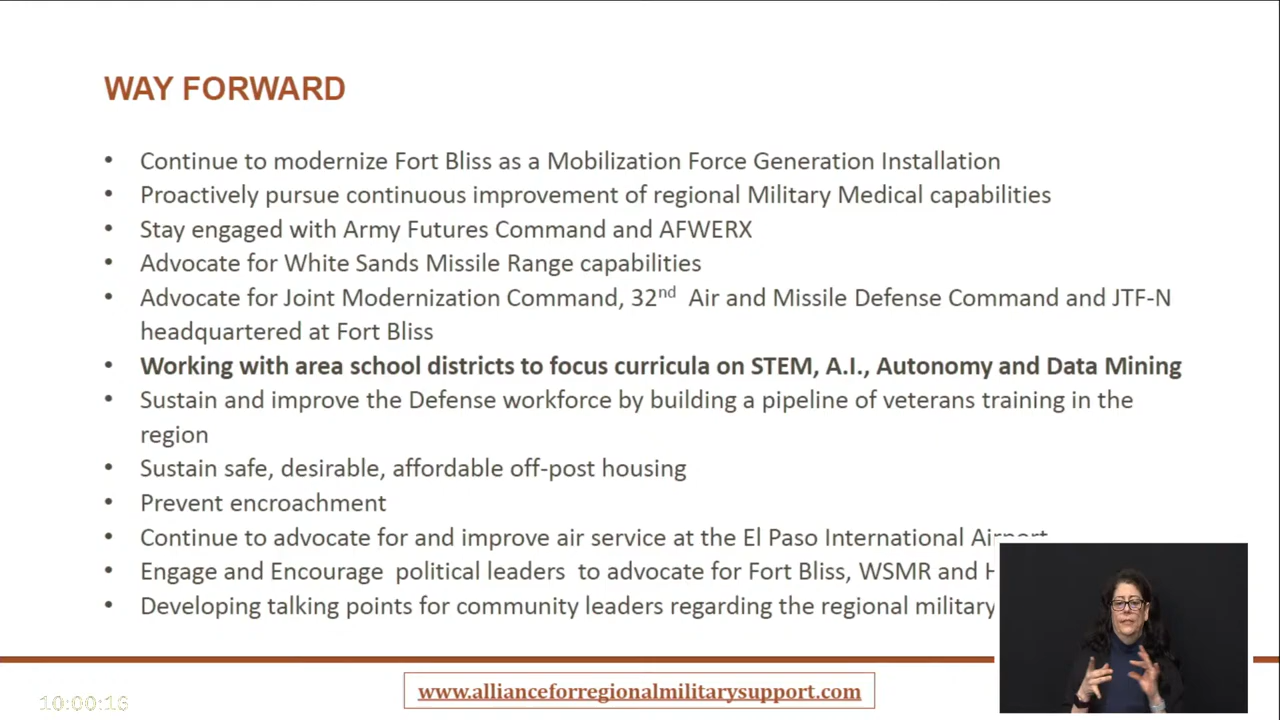 WAY FORWARD
• Continue to modernize Fort Bliss as a Mobilization Force Generation Installation
• Proactively pursue continuous improvement of regional Military Medical capabilities
• Stay engaged with Army Futures Command and AFWERX
• Advocate for White Sands Missile Range capabilities
• Advocate for Joint Modernization Command, 32nd Air and Missile Defense Command and JTF-N
headquartered at Fort Bliss
• Working with area school districts to focus curricula on STEM, A.I., Autonomy and Data Mining
• Sustain and improve the Defense workforce by building a pipeline of veterans training in the
region
• Sustain safe, desirable, affordable off-post housing
• Prevent encroachment
• Continue to advocate for and improve air service at the El Paso International Airport
• Engage and Encourage political leaders to advocate for Fort Bliss, WSMR and
• Developing talking points for community leaders regarding the regional military
www.allianceforregionalmilitarysupport.com
10:00:16